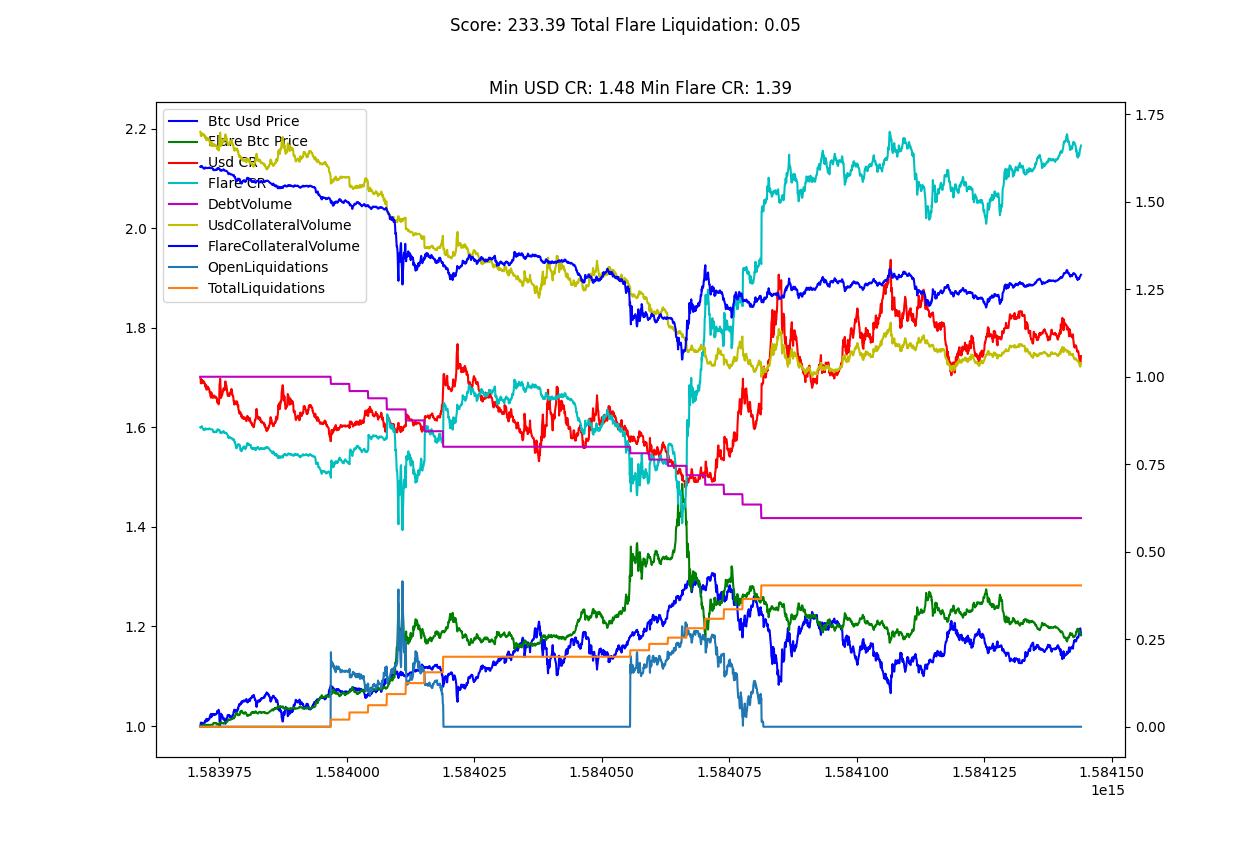 Score: 233.39 Total Flare Liquidation: 0.05
Min USD CR: 1.48 Min Flare CR: 1.39
Btc Usd Price
Flare Btc Price
Usd CR
Flare CR
DebtVolume
UsdCollateralVolume
FlareCollateralVolume
OpenLiquidations
TotalLiquidations
2.2
2.0
1.8
1.6
1.4
1.2
1.0
1.75
1.50
1.25
1.00
0.75
0.50
0.25
0.00
1.583975
1.584000
1.584025
1.584050
1.584075
1.584100
1.584125
1.584150
1e15